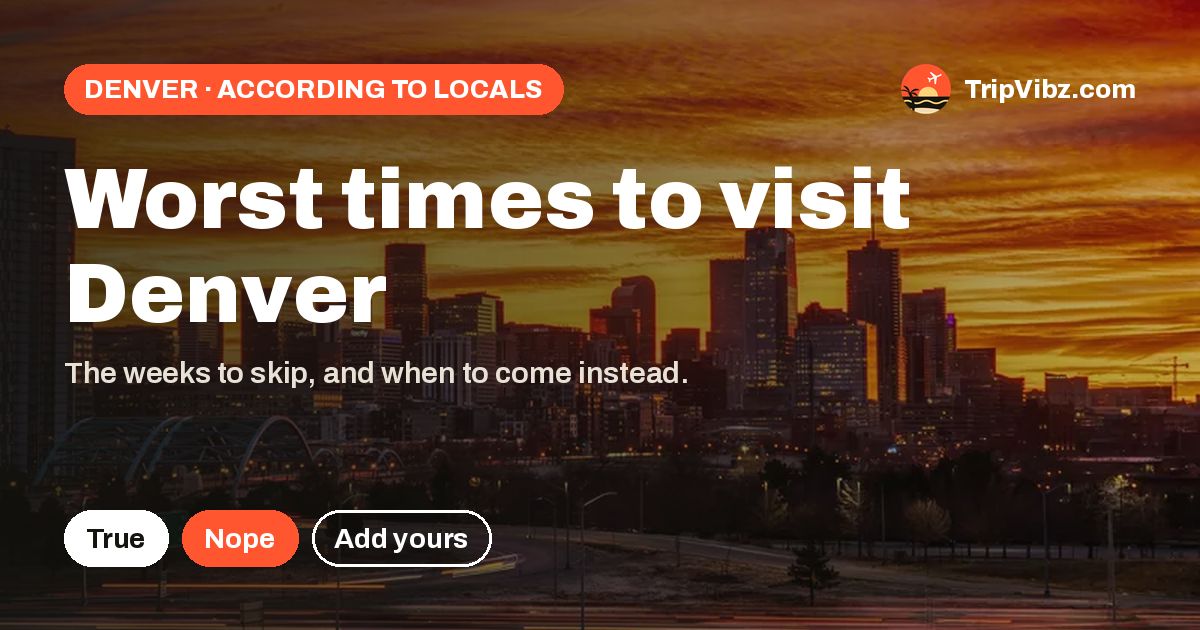 DENVER · ACCORDING TO LOCALS
TripVibz.com
Worst times to visit
Denver
The weeks to skip, and when to come instead.
True
Nope
Add yours